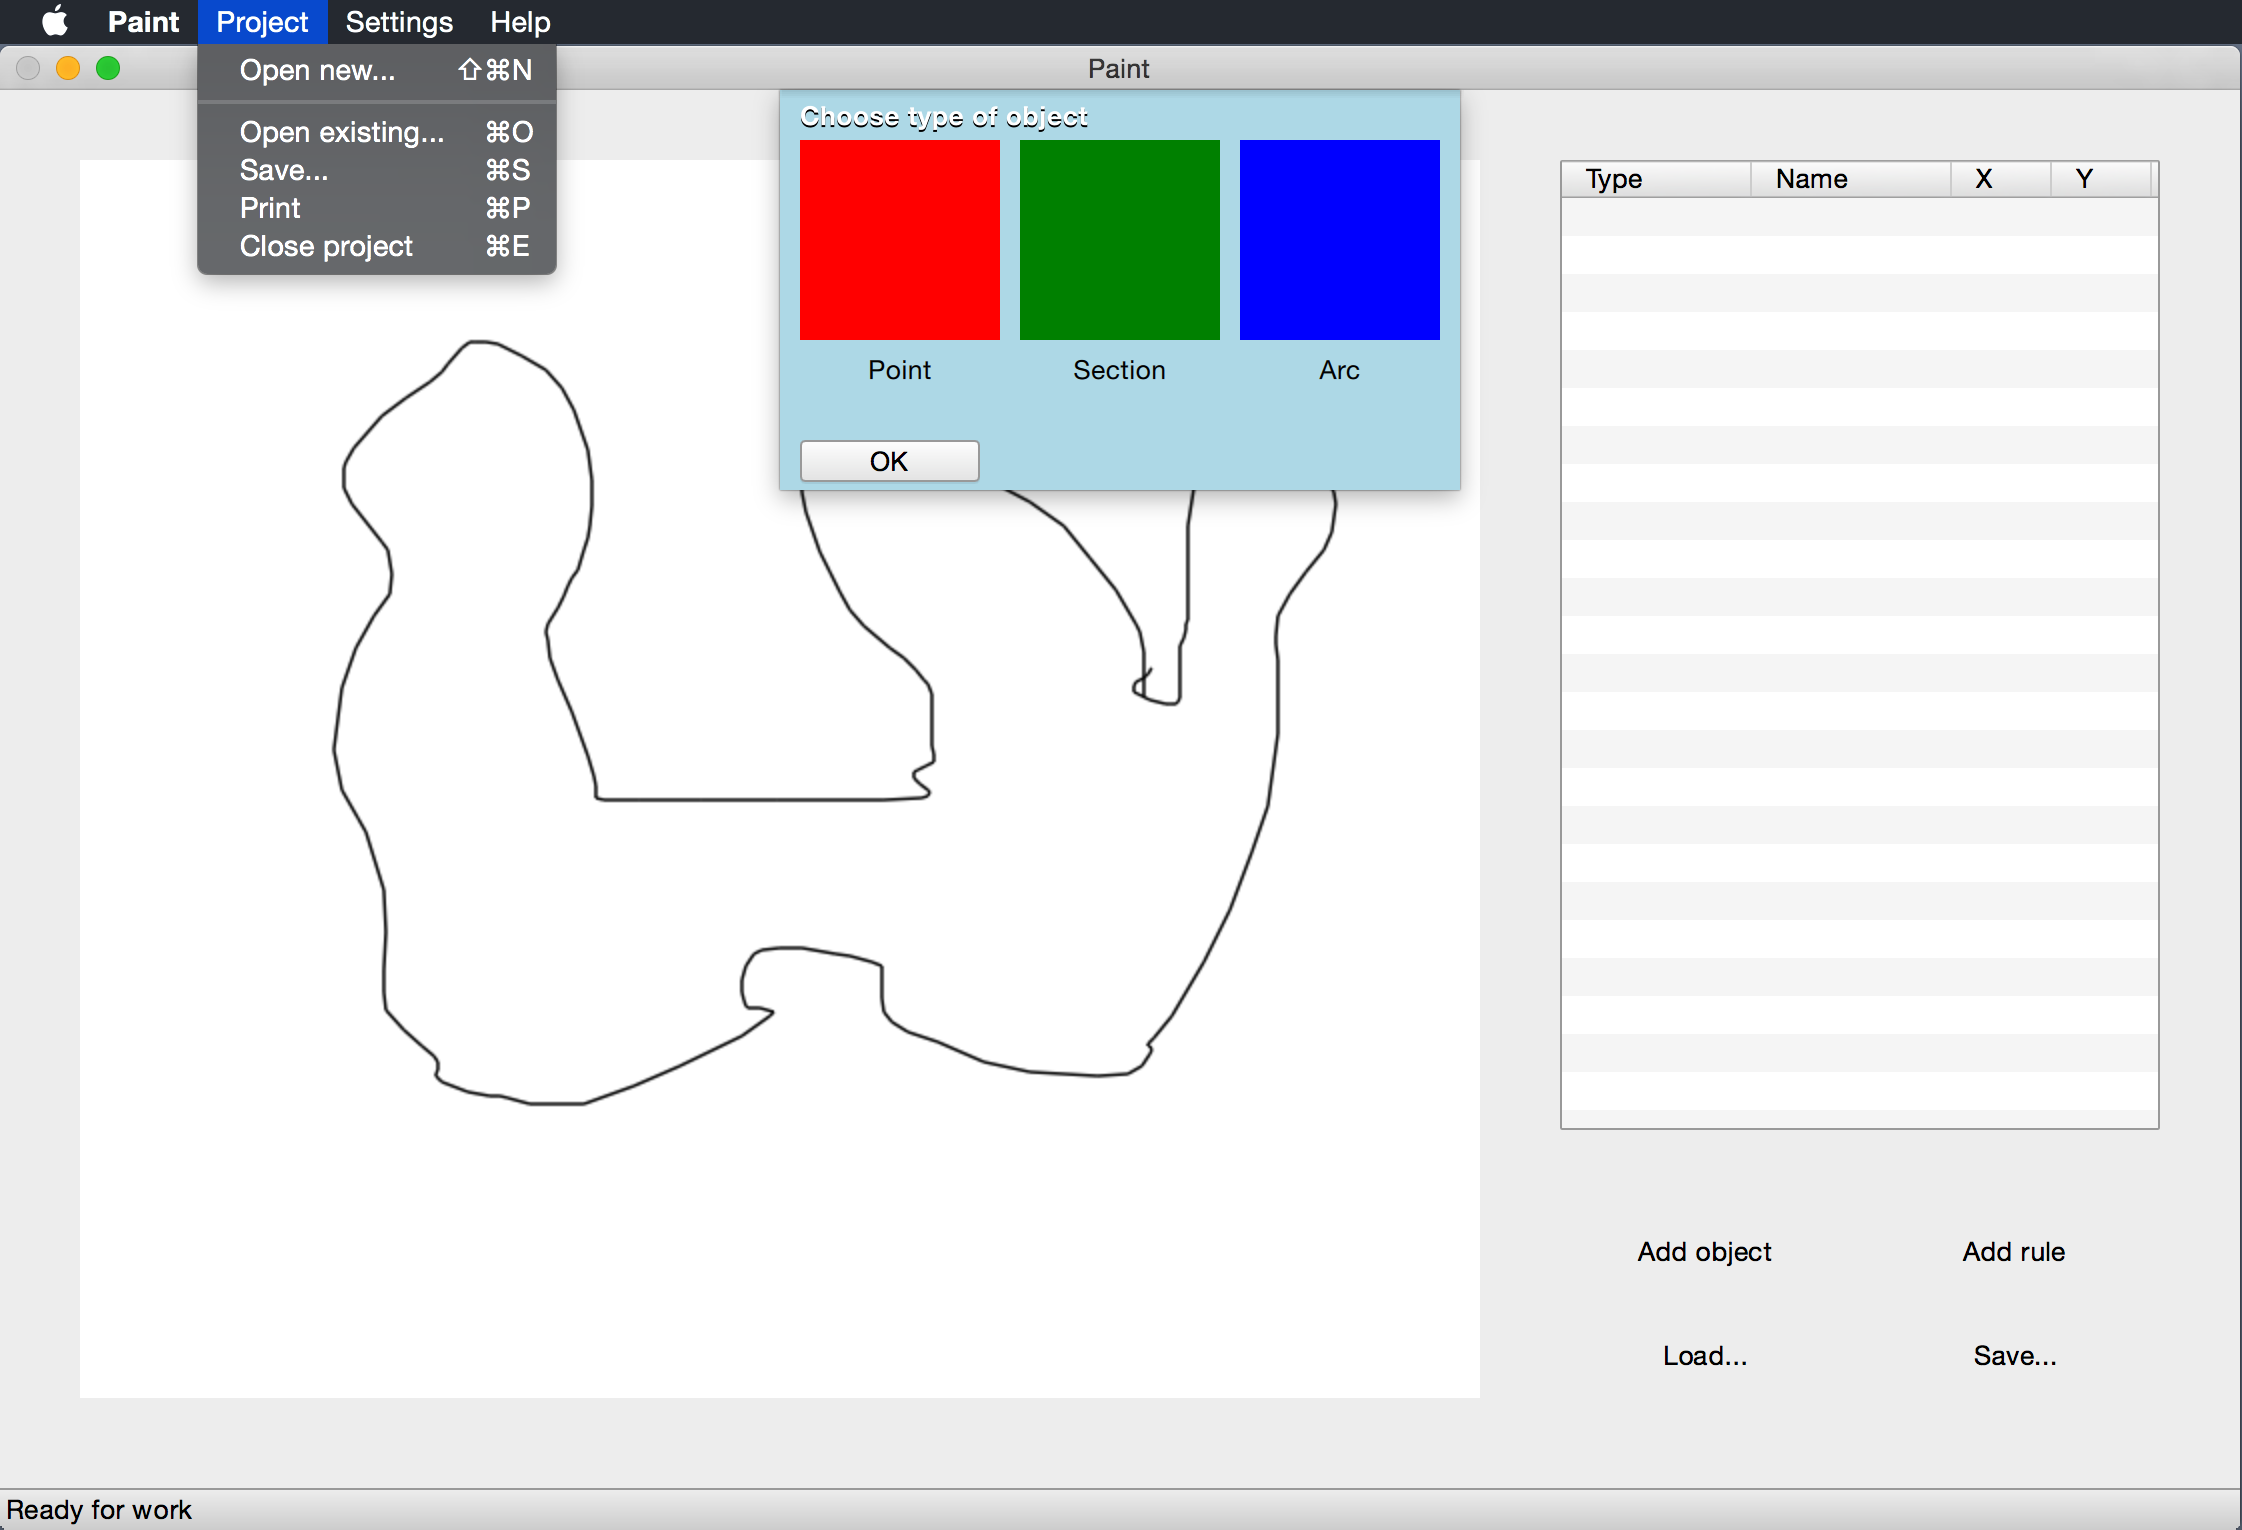 Paint Project Settings Help
Paint
Open new... ⇧⌘N
Open existing... ⌘O
Save... ⌘S
Print ⌘P
Close project ⌘E
Choose type of object
Point Section Arc
OK
Type Name X Y
Add object Add rule
Load... Save...
Ready for work